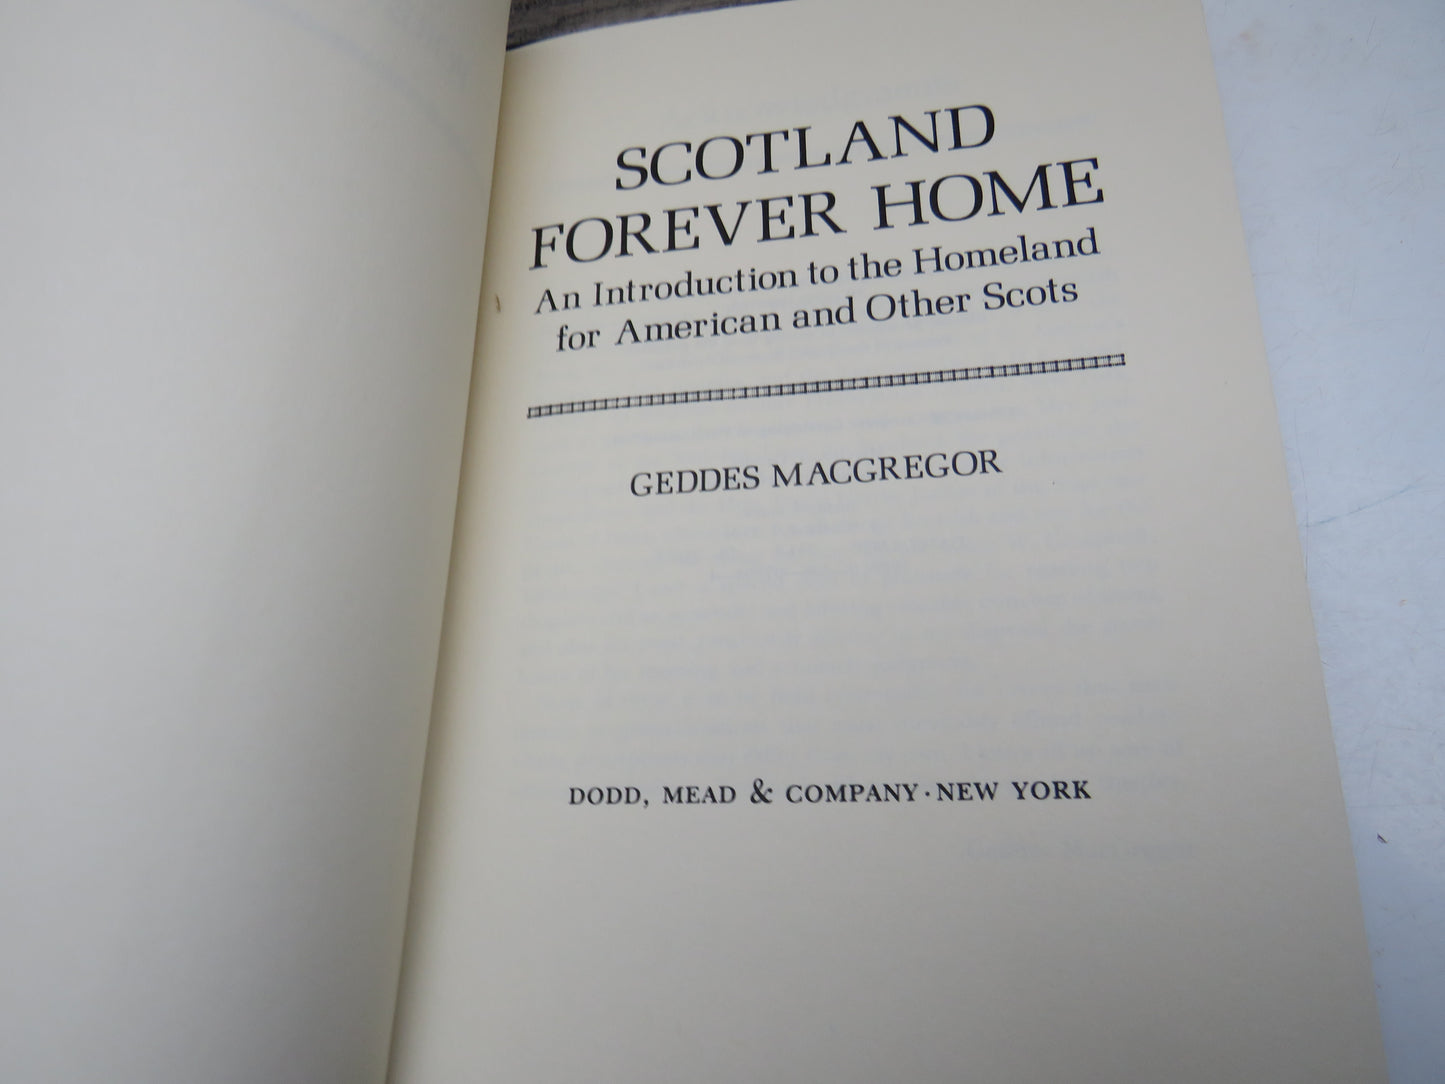 SCOTLAND
FOREVER HOME
An Introduction to the Homeland
for American and Other Scots
GEDDES MACGREGOR
DODD, MEAD & COMPANY · NEW YORK